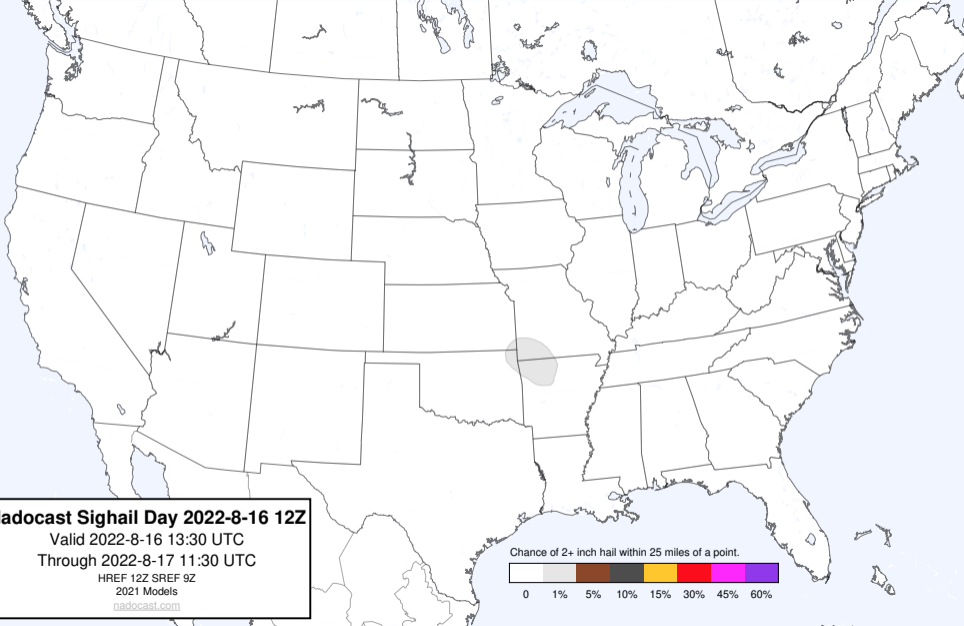 adocast Sighail Day 2022-8-16 12Z
Valid 2022-8-16 13:30 UTC
Through 2022-8-17 11:30 UTC
HREF 12Z SREF 9Z
2021 Models
nadocast.com
Chance of 2+ inch hail within 25 miles of a point.
0 1% 5% 10% 15% 30% 45% 60%